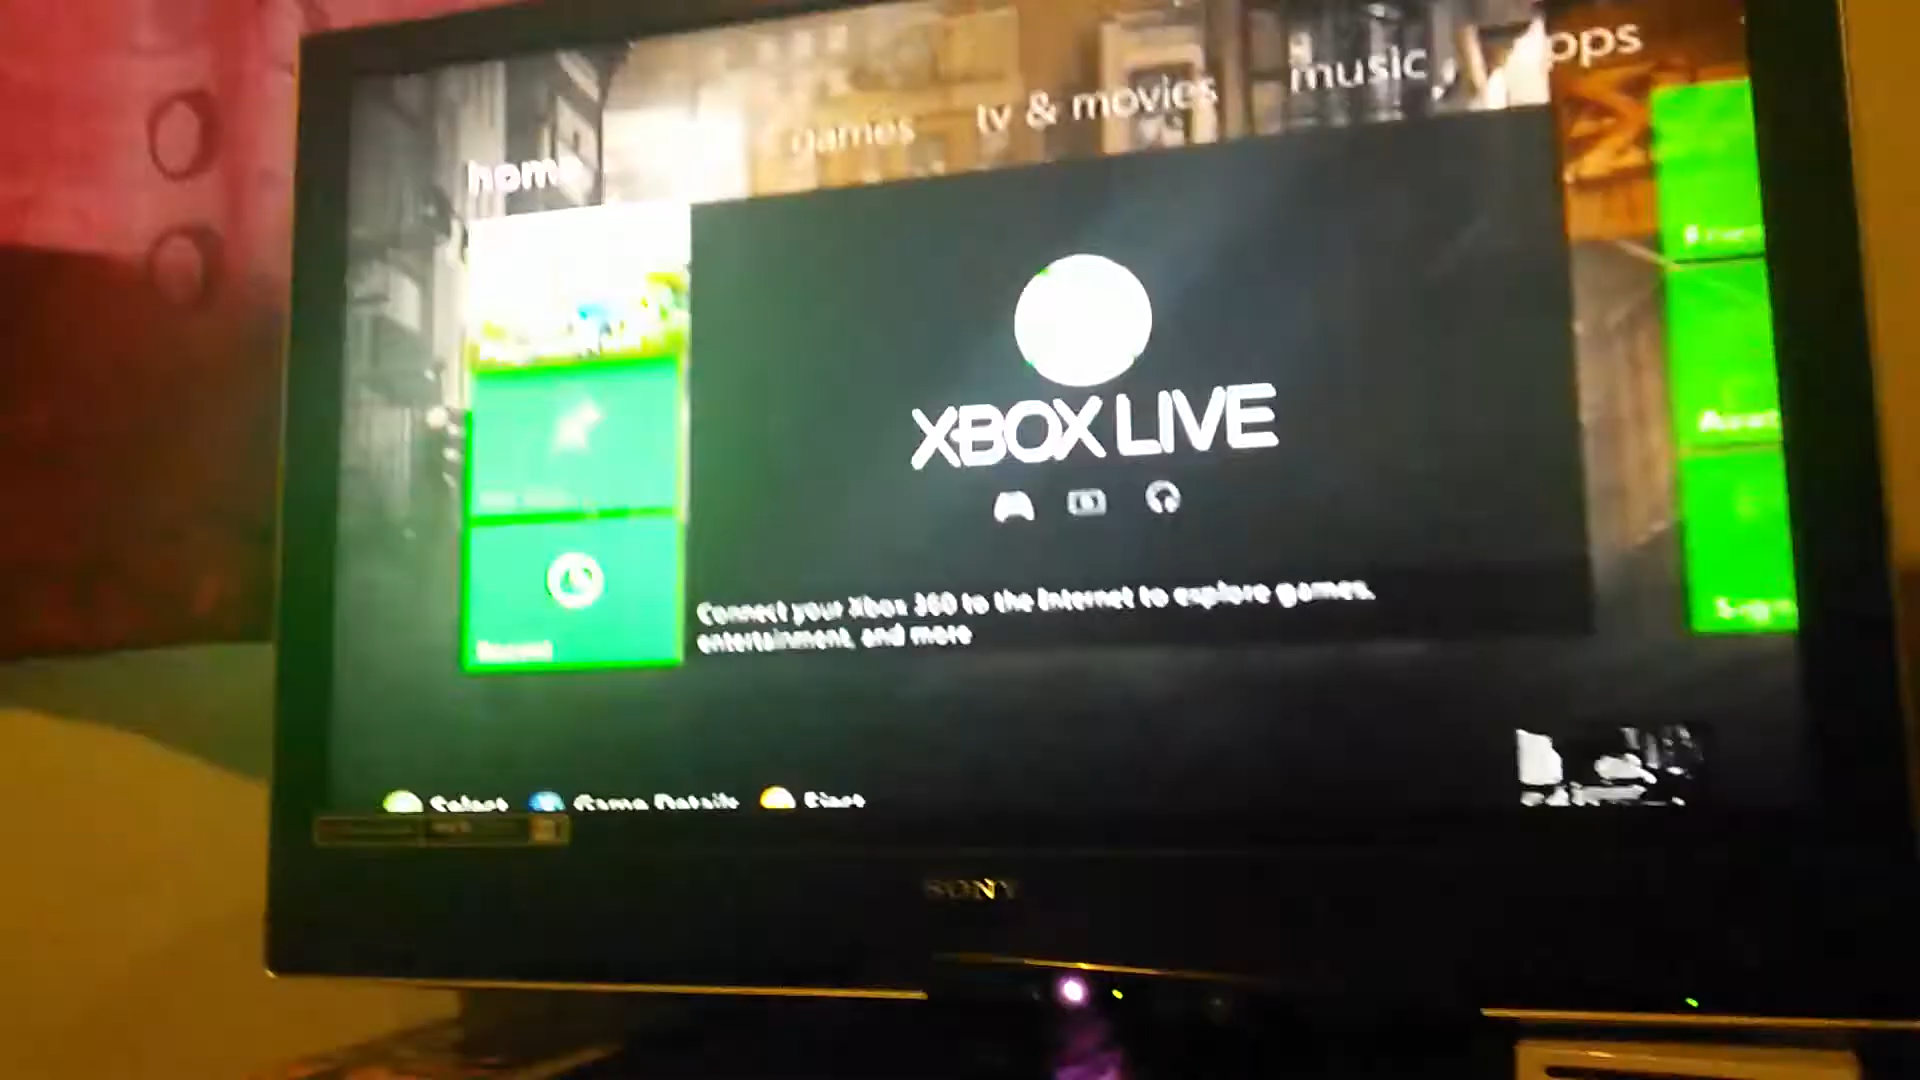 home
games
tv & movies
music
apps
XBOX LIVE
Connect your Xbox 360 to the Internet to explore games,
entertainment, and more
Recent
Select
Game Details
SONY